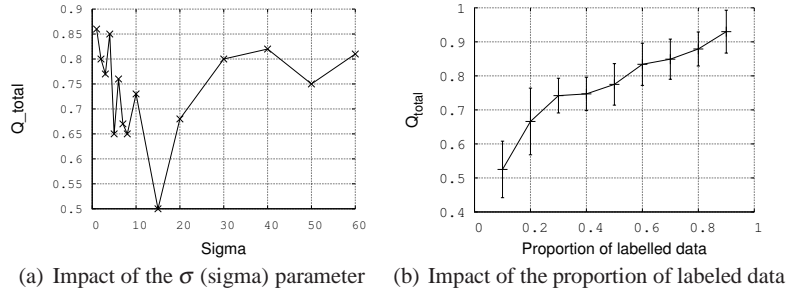 0.9
0.85
0.8
0.75
0.7
0.65
0.6
0.55
0.5
Q_total
0 10 20 30 40 50 60
Sigma
(a) Impact of the σ (sigma) parameter
1
0.9
0.8
0.7
0.6
0.5
0.4
Qtotal
0 0.2 0.4 0.6 0.8 1
Proportion of labelled data
(b) Impact of the proportion of labeled data